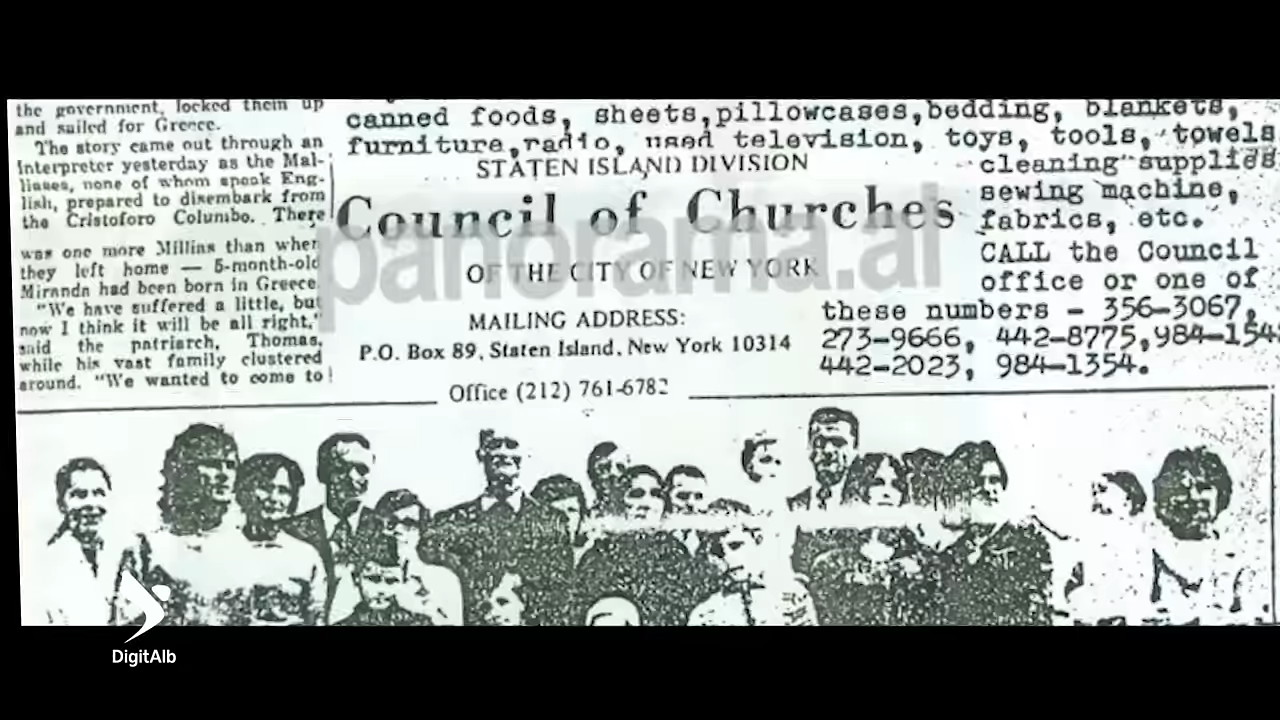 the government, locked them up
and sailed for Greece.
The story came out through an
interpreter yesterday as the Mal-
liases, none of whom speak Eng-
lish, prepared to disembark from
the Cristoforo Columbo. There
was one more Millins than when
they left home — 5-month-old
Miranda had been born in Greece.
"We have suffered a little, but
now I think it will be all right,"
said the patriarch, Thomas,
while his vast family clustered
around. "We wanted to come to
canned foods, sheets,pillowcases,bedding, blankets,
furniture,radio, used television, toys, tools, towels
cleaning supplies
sewing machine,
fabrics, etc.
CALL the Council
office or one of
these numbers - 356-3067,
273-9666, 442-8775,984-154
442-2023, 984-1354.
STATEN ISLAND DIVISION
Council of Churches
OF THE CITY OF NEW YORK
MAILING ADDRESS:
P.O. Box 89, Staten Island, New York 10314
Office (212) 761-6782
panorama.al
DigitAlb